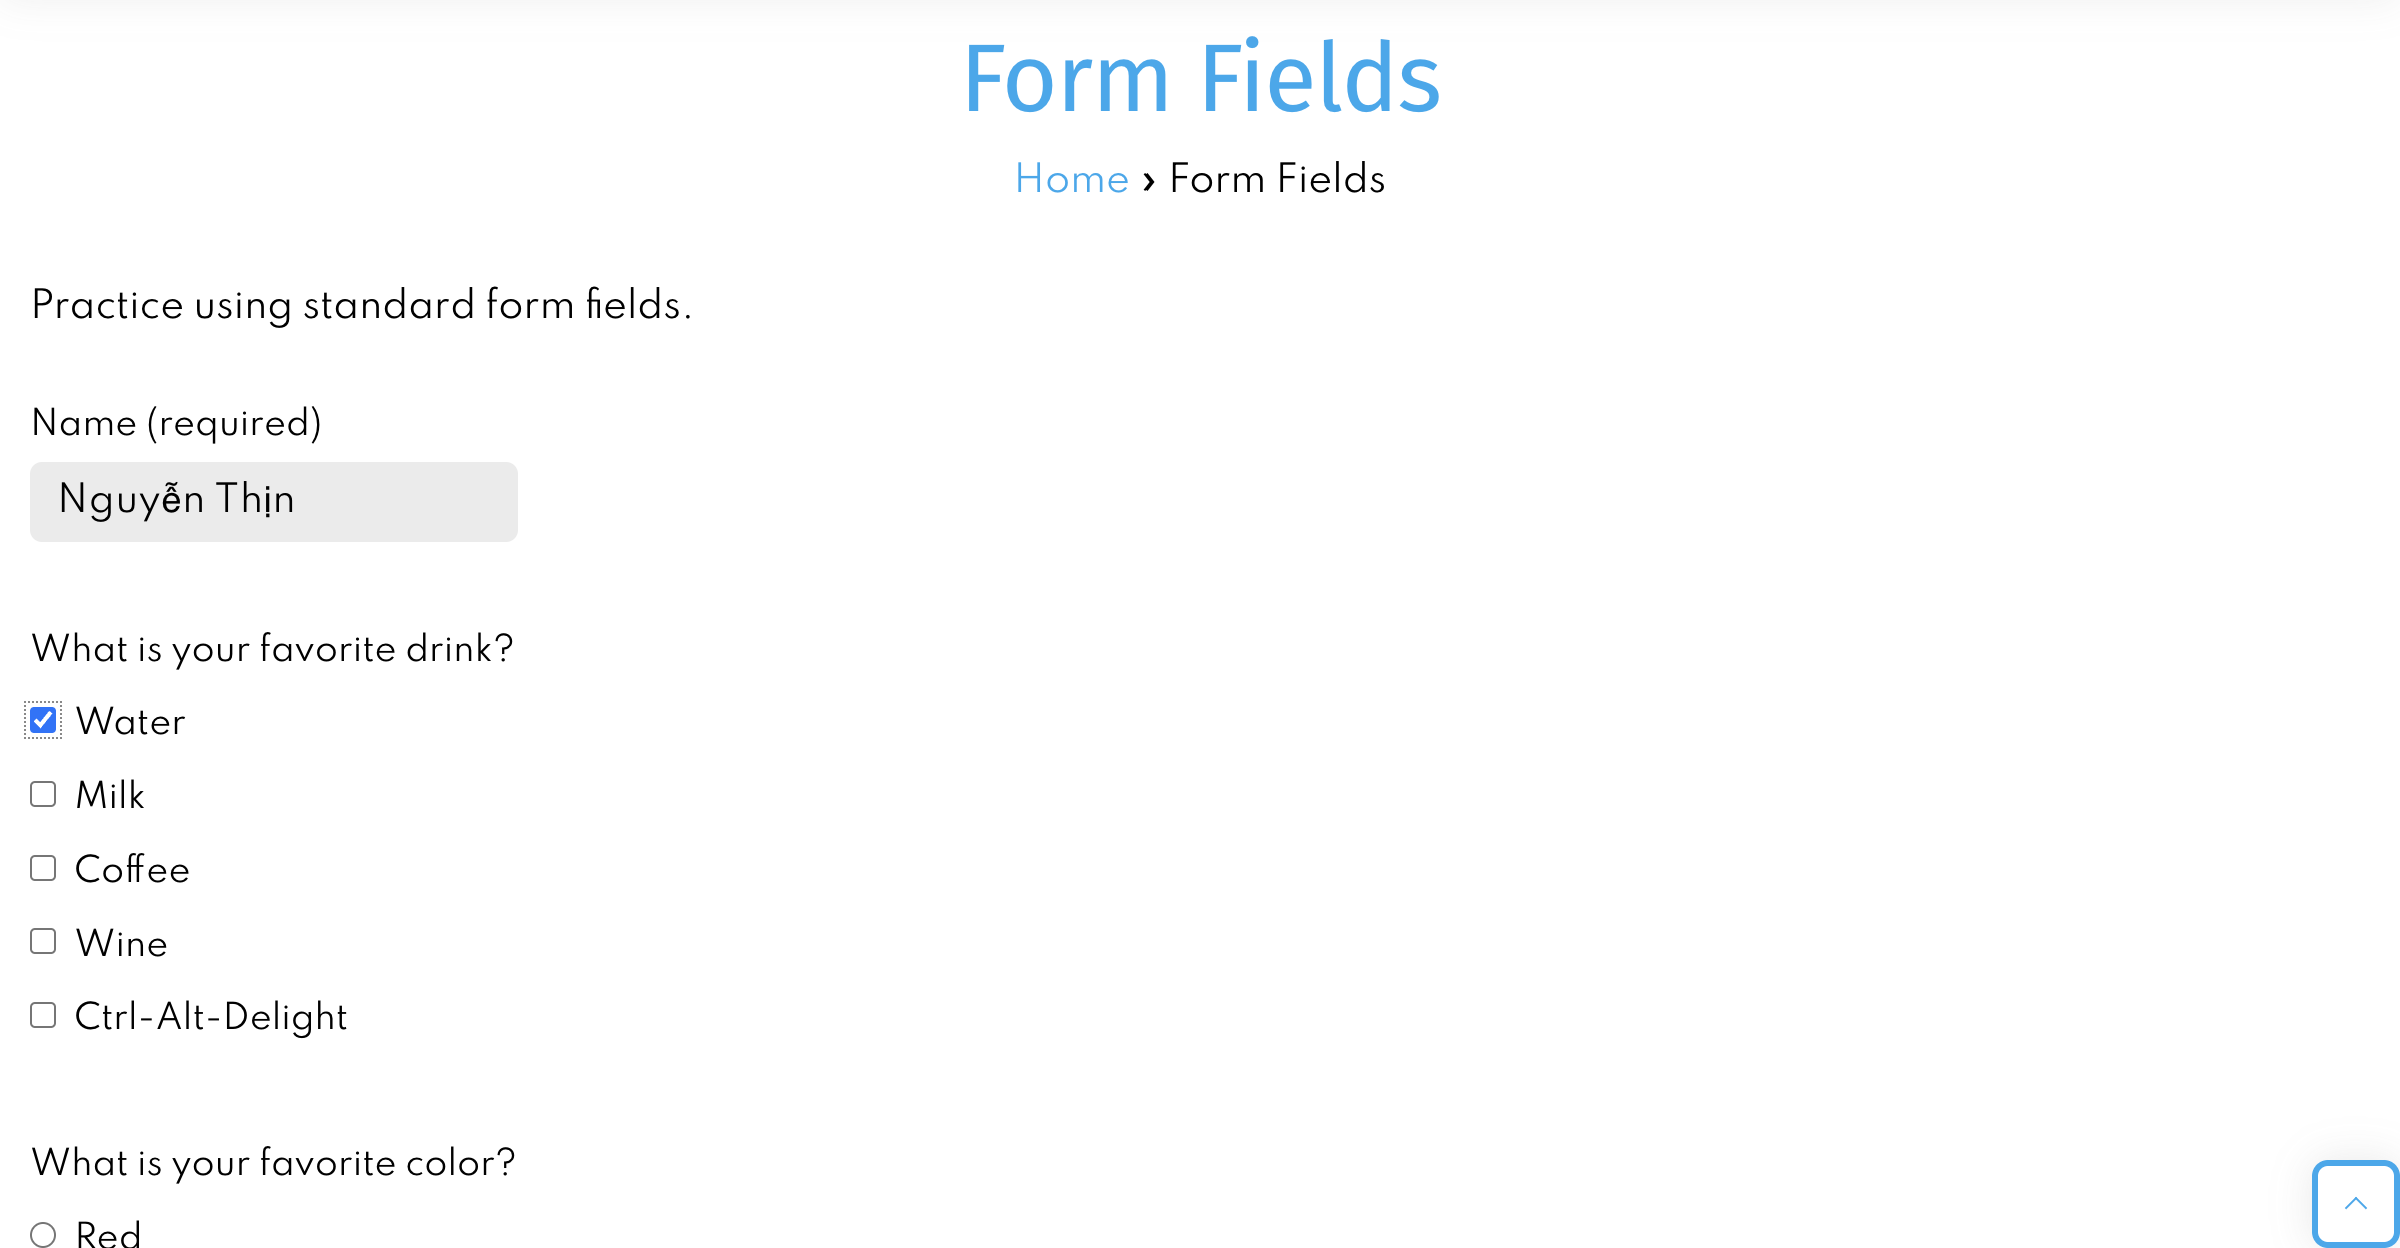 Form Fields
Home › Form Fields
Practice using standard form fields.
Name (required)
Nguyễn Thịn
What is your favorite drink?
Water
Milk
Coffee
Wine
Ctrl-Alt-Delight
What is your favorite color?
Red